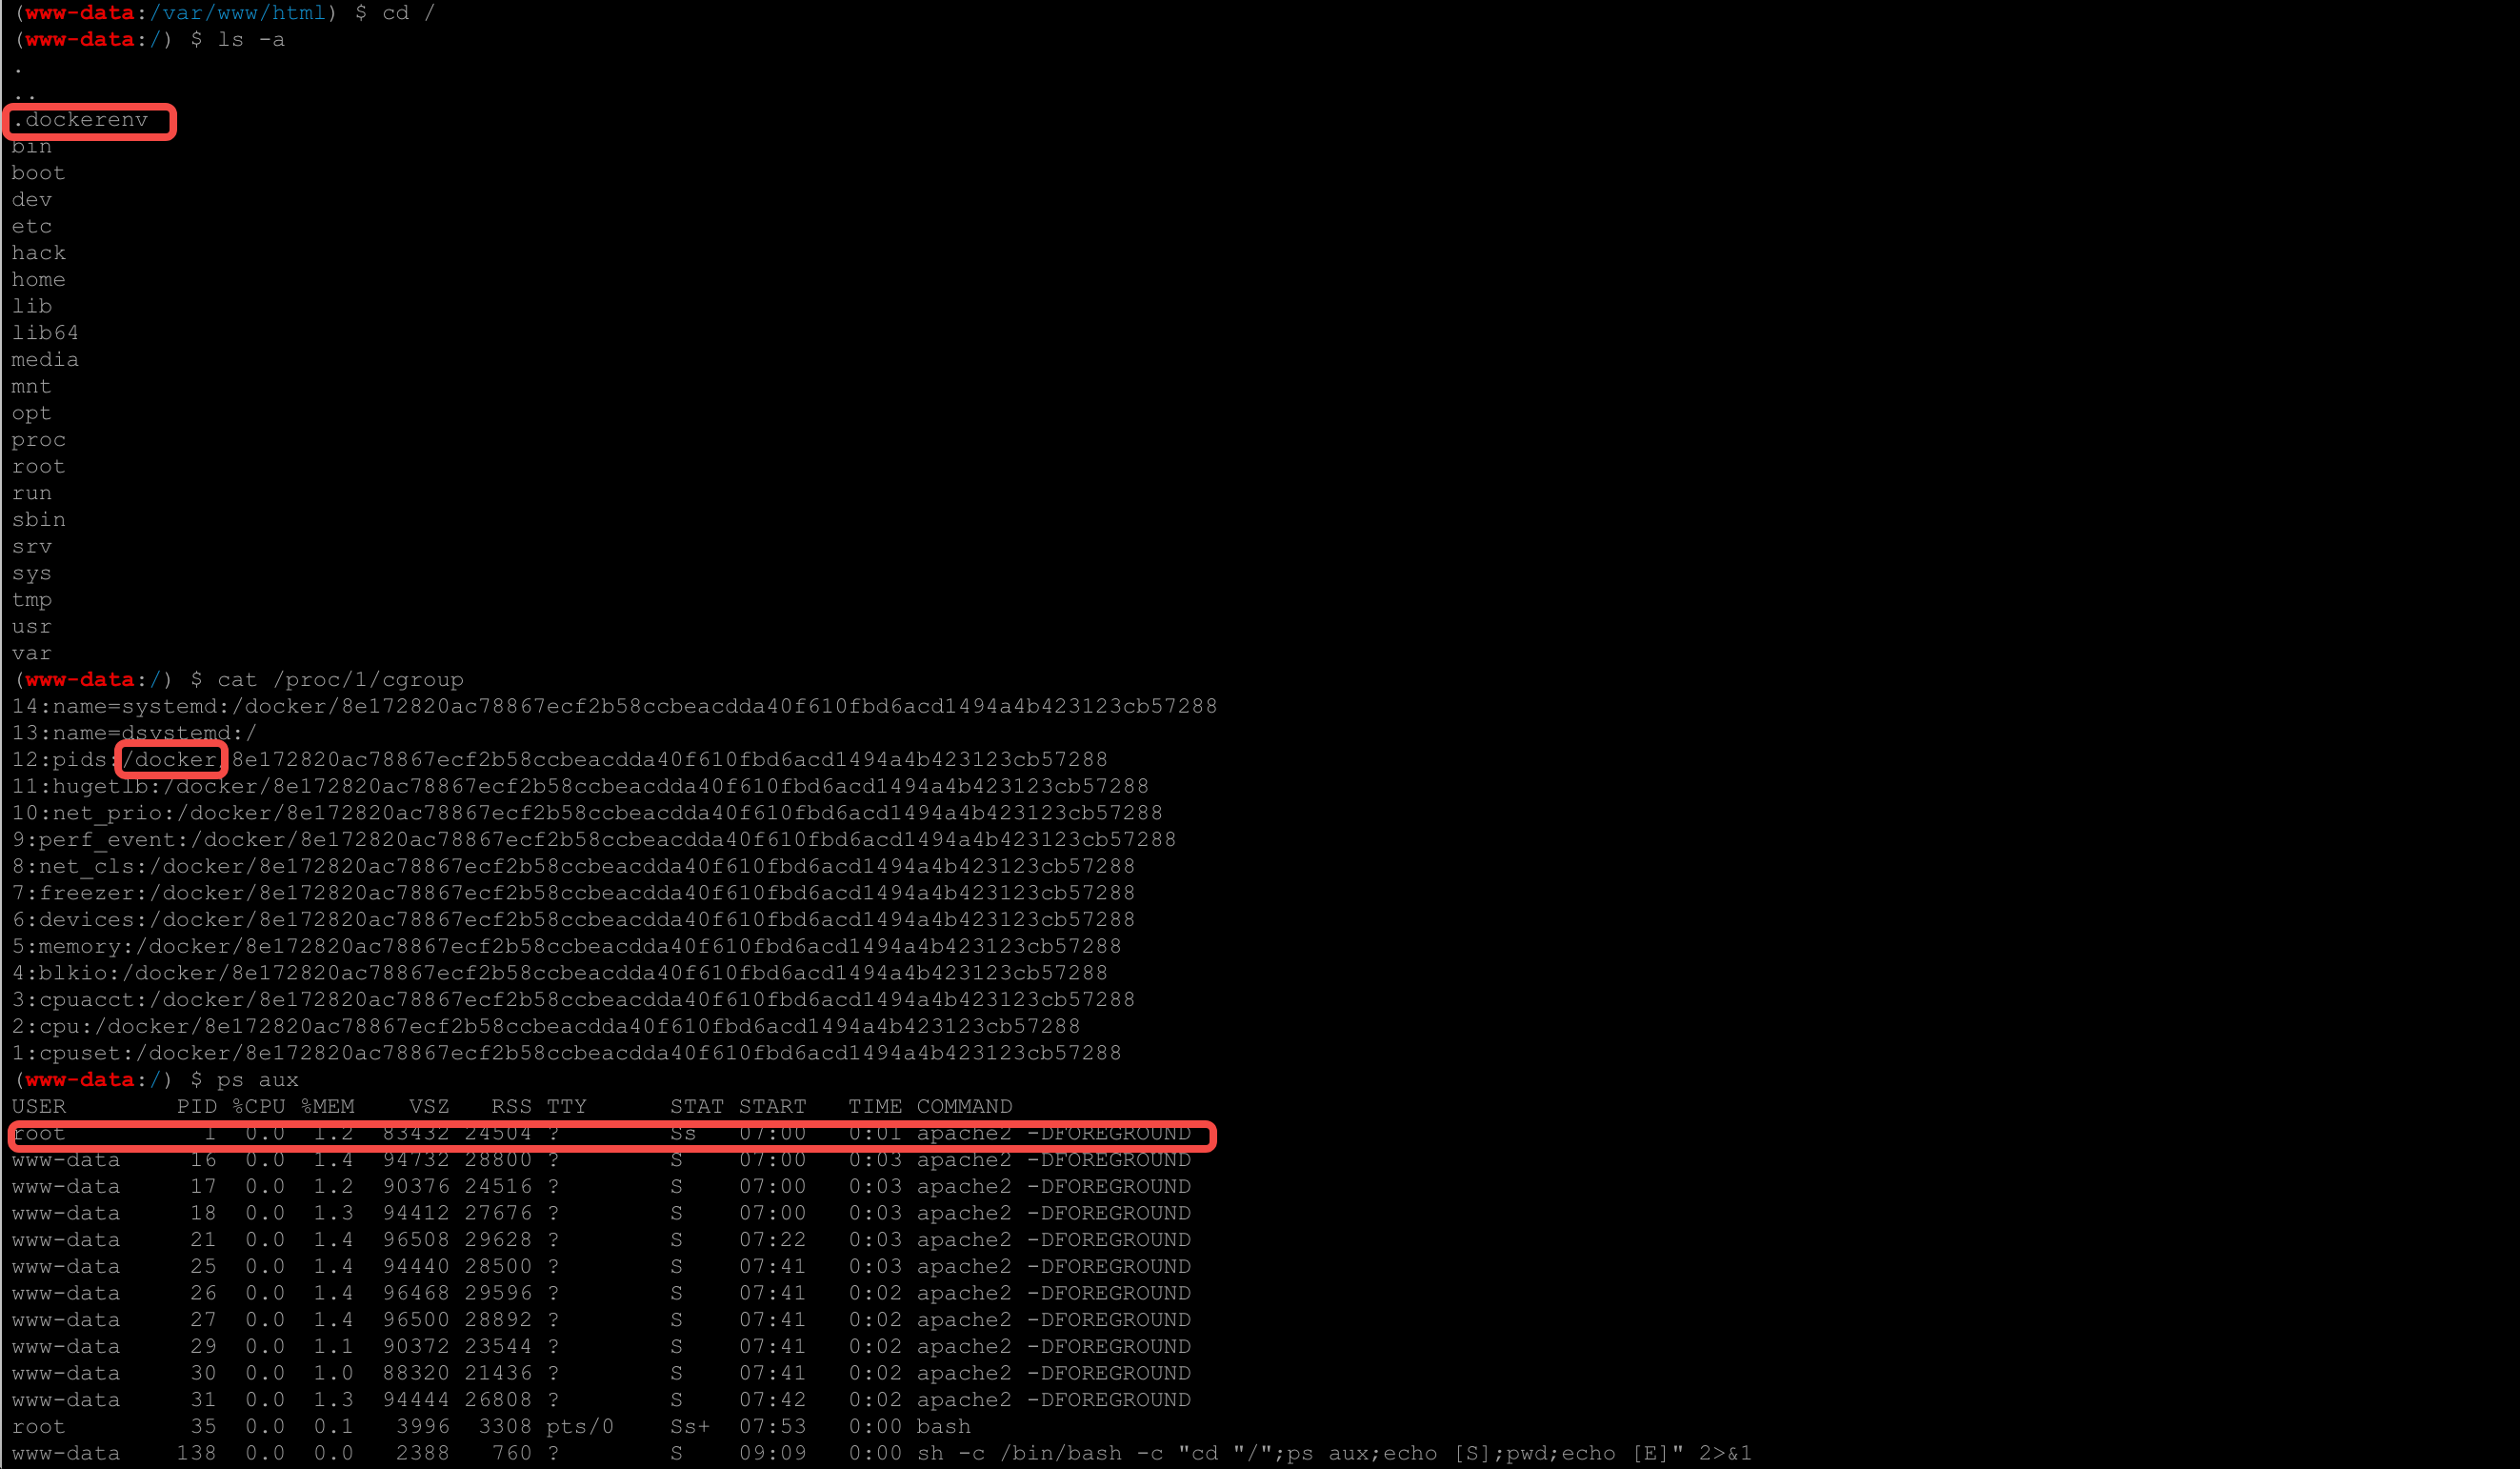 (www-data:/var/www/html) $ cd /
(www-data:/) $ ls -a
.
..
.dockerenv
bin
boot
dev
etc
hack
home
lib
lib64
media
mnt
opt
proc
root
run
sbin
srv
sys
tmp
usr
var
(www-data:/) $ cat /proc/1/cgroup
14:name=systemd:/docker/8e172820ac78867ecf2b58ccbeacdda40f610fbd6acd1494a4b423123cb57288
13:name=dsystemd:/
12:pids:/docker/8e172820ac78867ecf2b58ccbeacdda40f610fbd6acd1494a4b423123cb57288
11:hugetlb:/docker/8e172820ac78867ecf2b58ccbeacdda40f610fbd6acd1494a4b423123cb57288
10:net_prio:/docker/8e172820ac78867ecf2b58ccbeacdda40f610fbd6acd1494a4b423123cb57288
9:perf_event:/docker/8e172820ac78867ecf2b58ccbeacdda40f610fbd6acd1494a4b423123cb57288
8:net_cls:/docker/8e172820ac78867ecf2b58ccbeacdda40f610fbd6acd1494a4b423123cb57288
7:freezer:/docker/8e172820ac78867ecf2b58ccbeacdda40f610fbd6acd1494a4b423123cb57288
6:devices:/docker/8e172820ac78867ecf2b58ccbeacdda40f610fbd6acd1494a4b423123cb57288
5:memory:/docker/8e172820ac78867ecf2b58ccbeacdda40f610fbd6acd1494a4b423123cb57288
4:blkio:/docker/8e172820ac78867ecf2b58ccbeacdda40f610fbd6acd1494a4b423123cb57288
3:cpuacct:/docker/8e172820ac78867ecf2b58ccbeacdda40f610fbd6acd1494a4b423123cb57288
2:cpu:/docker/8e172820ac78867ecf2b58ccbeacdda40f610fbd6acd1494a4b423123cb57288
1:cpuset:/docker/8e172820ac78867ecf2b58ccbeacdda40f610fbd6acd1494a4b423123cb57288
(www-data:/) $ ps aux
USER        PID %CPU %MEM    VSZ   RSS TTY      STAT START   TIME COMMAND
root          1  0.0  1.2  83432 24504 ?        Ss   07:00   0:01 apache2 -DFOREGROUND
www-data     16  0.0  1.4  94732 28800 ?        S    07:00   0:03 apache2 -DFOREGROUND
www-data     17  0.0  1.2  90376 24516 ?        S    07:00   0:03 apache2 -DFOREGROUND
www-data     18  0.0  1.3  94412 27676 ?        S    07:00   0:03 apache2 -DFOREGROUND
www-data     21  0.0  1.4  96508 29628 ?        S    07:22   0:03 apache2 -DFOREGROUND
www-data     25  0.0  1.4  94440 28500 ?        S    07:41   0:03 apache2 -DFOREGROUND
www-data     26  0.0  1.4  96468 29596 ?        S    07:41   0:02 apache2 -DFOREGROUND
www-data     27  0.0  1.4  96500 28892 ?        S    07:41   0:02 apache2 -DFOREGROUND
www-data     29  0.0  1.1  90372 23544 ?        S    07:41   0:02 apache2 -DFOREGROUND
www-data     30  0.0  1.0  88320 21436 ?        S    07:41   0:02 apache2 -DFOREGROUND
www-data     31  0.0  1.3  94444 26808 ?        S    07:42   0:02 apache2 -DFOREGROUND
root         35  0.0  0.1   3996  3308 pts/0    Ss+  07:53   0:00 bash
www-data    138  0.0  0.0   2388   760 ?        S    09:09   0:00 sh -c /bin/bash -c "cd "/";ps aux;echo [S];pwd;echo [E]" 2>&1